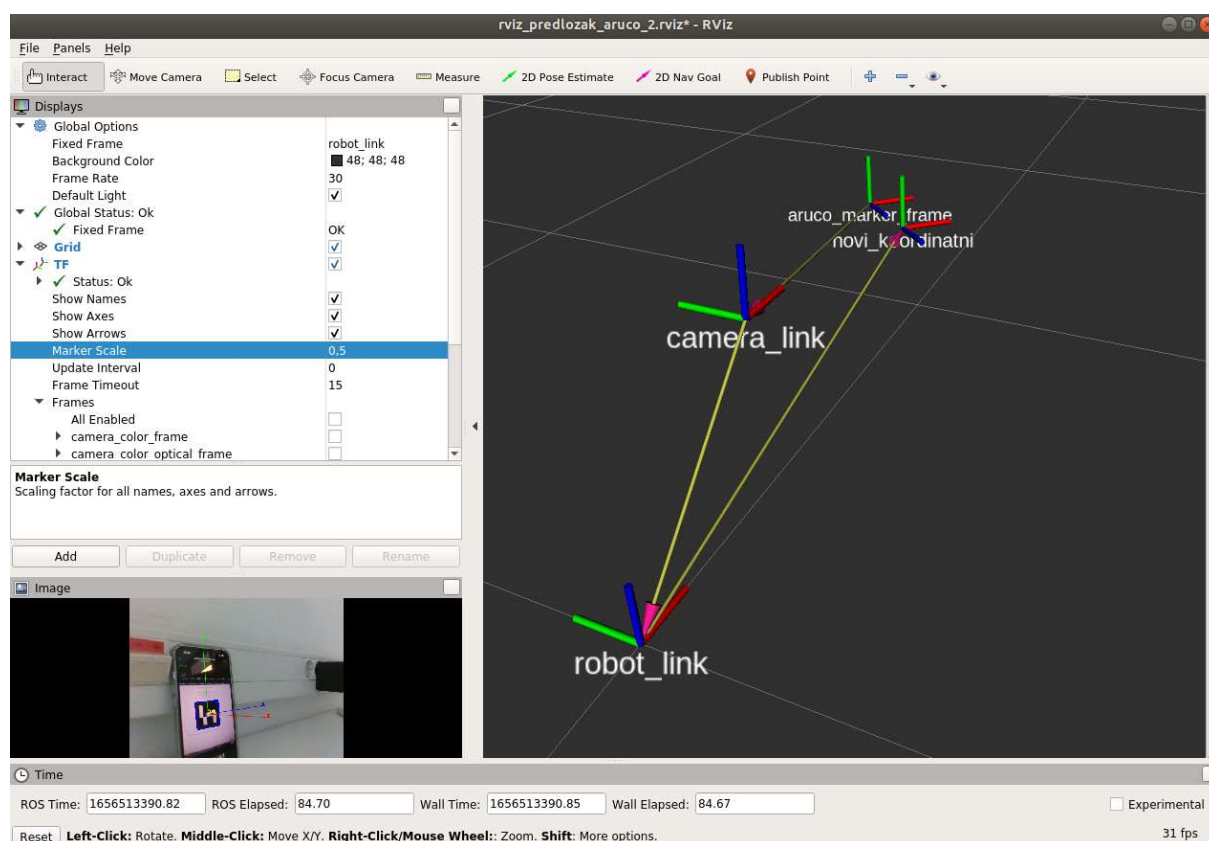 rviz_predlozak_aruco_2.rviz* - RViz
File Panels Help
Interact Move Camera Select Focus Camera Measure 2D Pose Estimate 2D Nav Goal Publish Point
Displays
Global Options
Fixed Frame robot_link
Background Color 48; 48; 48
Frame Rate 30
Default Light
Global Status: Ok
Fixed Frame OK
Grid
TF
Status: Ok
Show Names
Show Axes
Show Arrows
Marker Scale 0,5
Update Interval 0
Frame Timeout 15
Frames
All Enabled
camera_color_frame
camera_color_optical_frame
Marker Scale
Scaling factor for all names, axes and arrows.
Add Duplicate Remove Rename
Image
aruco_marker_frame
novi_koordinatni
camera_link
robot_link
Time
ROS Time: 1656513390.82 ROS Elapsed: 84.70 Wall Time: 1656513390.85 Wall Elapsed: 84.67 Experimental
Reset Left-Click: Rotate. Middle-Click: Move X/Y. Right-Click/Mouse Wheel:: Zoom. Shift: More options. 31 fps